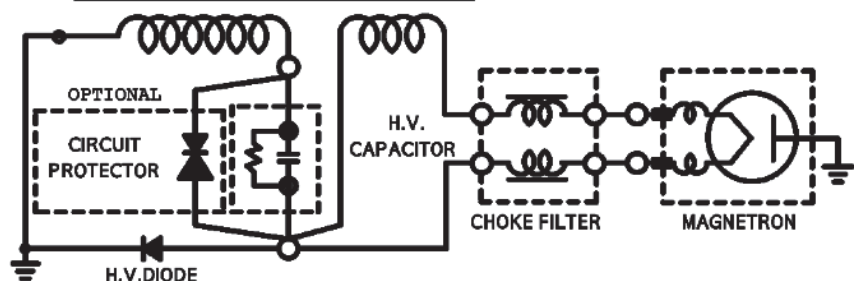 OPTIONAL
CIRCUIT
PROTECTOR
H.V.
CAPACITOR
CHOKE FILTER
MAGNETRON
H.V.DIODE